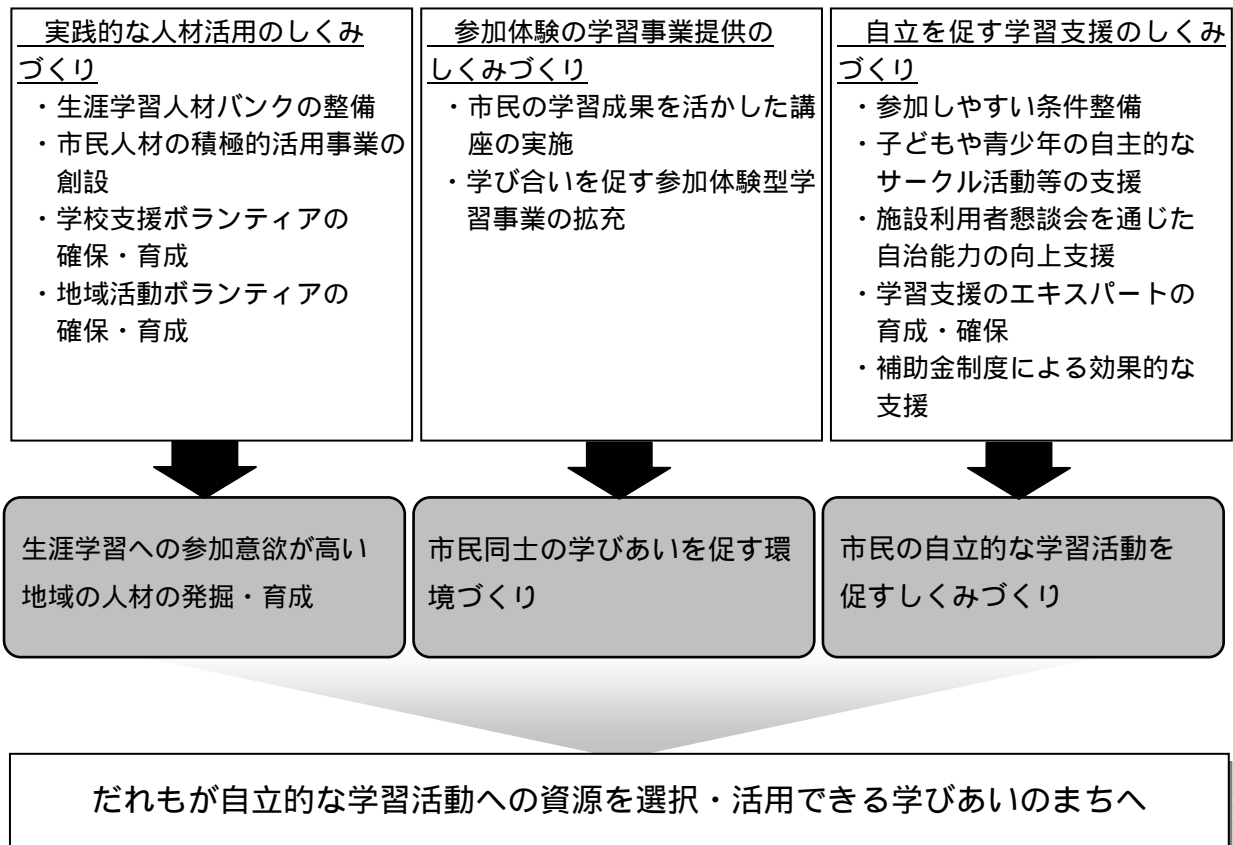 実践的な人材活用のしくみ
づくり
・生涯学習人材バンクの整備
・市民人材の積極的活用事業の
創設
・学校支援ボランティアの
確保・育成
・地域活動ボランティアの
確保・育成
参加体験の学習事業提供の
しくみづくり
・市民の学習成果を活かした講
座の実施
・学び合いを促す参加体験型学
習事業の拡充
自立を促す学習支援のしくみ
づくり
・参加しやすい条件整備
・子どもや青少年の自主的な
サークル活動等の支援
・施設利用者懇談会を通じた
自治能力の向上支援
・学習支援のエキスパートの
育成・確保
・補助金制度による効果的な
支援
生涯学習への参加意欲が高い
地域の人材の発掘・育成
市民同士の学びあいを促す環
境づくり
市民の自立的な学習活動を
促すしくみづくり
だれもが自立的な学習活動への資源を選択・活用できる学びあいのまちへ